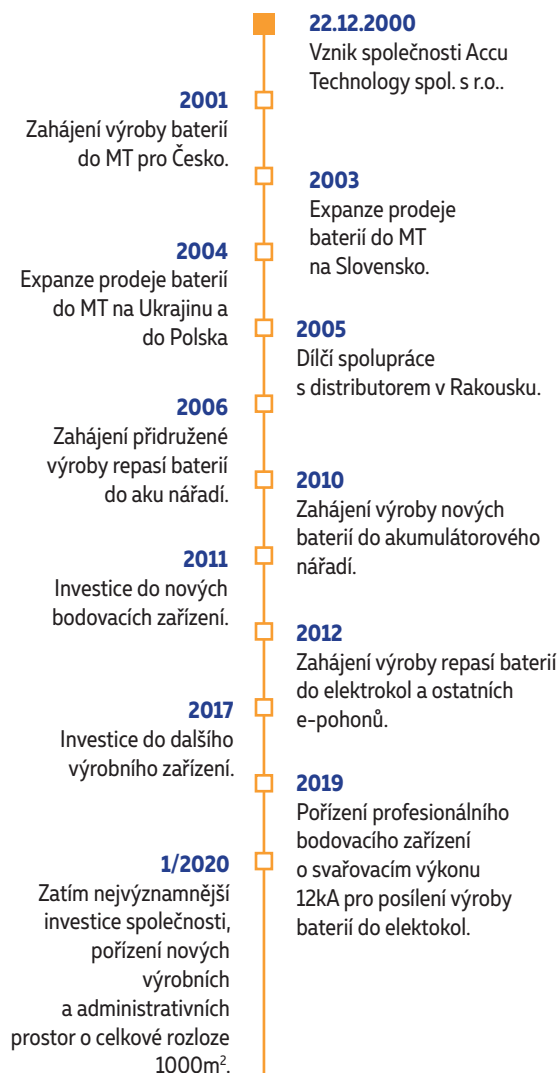 22.12.2000
Vznik společnosti Accu
Technology spol. s r.o..
2001
Zahájení výroby baterií
do MT pro Česko.
2003
Expanze prodeje
baterií do MT
na Slovensko.
2004
Expanze prodeje baterií
do MT na Ukrajinu a
do Polska
2005
Dílčí spolupráce
s distributorem v Rakousku.
2006
Zahájení přidružené
výroby repasí baterií
do aku nářadí.
2010
Zahájení výroby nových
baterií do akumulátorového
nářadí.
2011
Investice do nových
bodovacích zařízení.
2012
Zahájení výroby repasí baterií
do elektrokol a ostatních
e-pohonů.
2017
Investice do dalšího
výrobního zařízení.
2019
Pořízení profesionálního
bodovacího zařízení
o svařovacím výkonu
12kA pro posílení výroby
baterií do elektokol.
1/2020
Zatím nejvýznamnější
investice společnosti,
pořízení nových
výrobních
a administrativních
prostor o celkové rozloze
1000m².